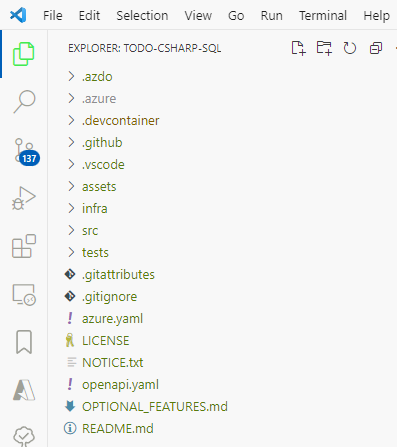 File Edit Selection View Go Run Terminal Help
EXPLORER: TODO-CSHARP-SQL
.azdo
.azure
.devcontainer
.github
.vscode
137
assets
infra
src
tests
.gitattributes
.gitignore
azure.yaml
LICENSE
NOTICE.txt
openapi.yaml
OPTIONAL_FEATURES.md
README.md